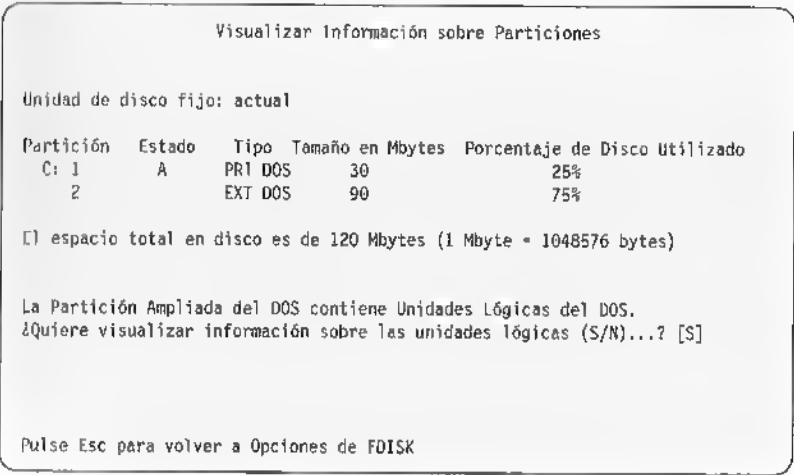 Visualizar Información sobre Particiones
Unidad de disco fijo: actual
Partición Estado Tipo Tamaño en Mbytes Porcentaje de Disco Utilizado
C: 1 A PRI DOS 30 25%
2 EXT DOS 90 75%
El espacio total en disco es de 120 Mbytes (1 Mbyte = 1048576 bytes)
La Partición Ampliada del DOS contiene Unidades Lógicas del DOS.
¿Quiere visualizar información sobre las unidades lógicas (S/N)...? [S]
Pulse Esc para volver a Opciones de FDISK